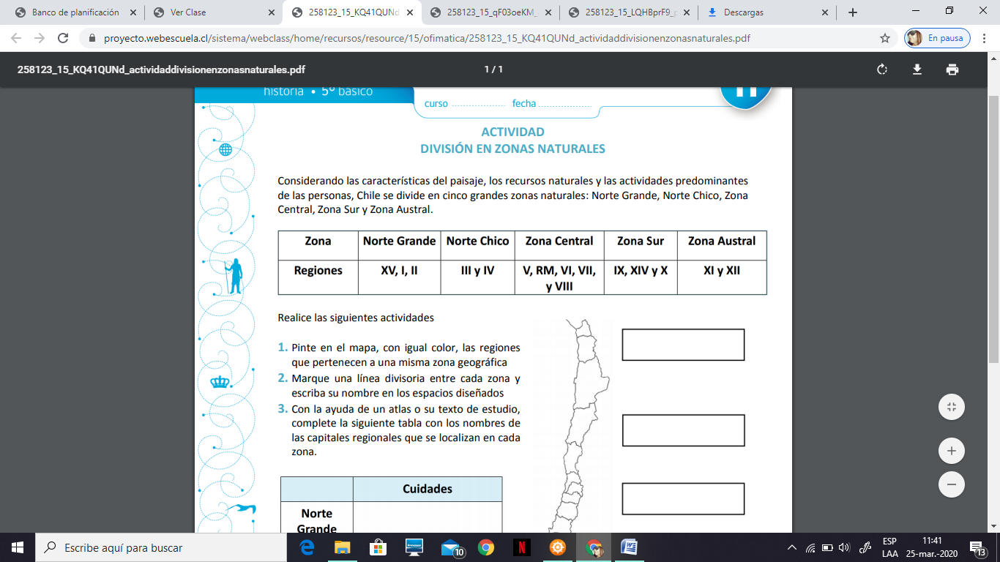 Banco de planificación
Ver Clase
258123_15_KQ41QUNd
258123_15_qF03oeKM_
258123_15_LQHBprF9_p
Descargas
proyecto.webescuela.cl/sistema/webclass/home/recursos/resource/15/ofimatica/258123_15_KQ41QUNd_actividaddivisionenzonasnaturales.pdf
En pausa
258123_15_KQ41QUNd_actividaddivisionenzonasnaturales.pdf
1 / 1
historia • 5º básico
curso
fecha
ACTIVIDAD
DIVISIÓN EN ZONAS NATURALES
Considerando las características del paisaje, los recursos naturales y las actividades predominantes
de las personas, Chile se divide en cinco grandes zonas naturales: Norte Grande, Norte Chico, Zona
Central, Zona Sur y Zona Austral.
Zona Norte Grande Norte Chico Zona Central Zona Sur Zona Austral
Regiones XV, I, II III y IV V, RM, VI, VII, IX, XIV y X XI y XII
y VIII
Realice las siguientes actividades
1. Pinte en el mapa, con igual color, las regiones
que pertenecen a una misma zona geográfica
2. Marque una línea divisoria entre cada zona y
escriba su nombre en los espacios diseñados
3. Con la ayuda de un atlas o su texto de estudio,
complete la siguiente tabla con los nombres de
las capitales regionales que se localizan en cada
zona.
Cuidades
Norte
Grande
Escribe aquí para buscar
10
ESP
LAA
11:41
25-mar.-2020
13